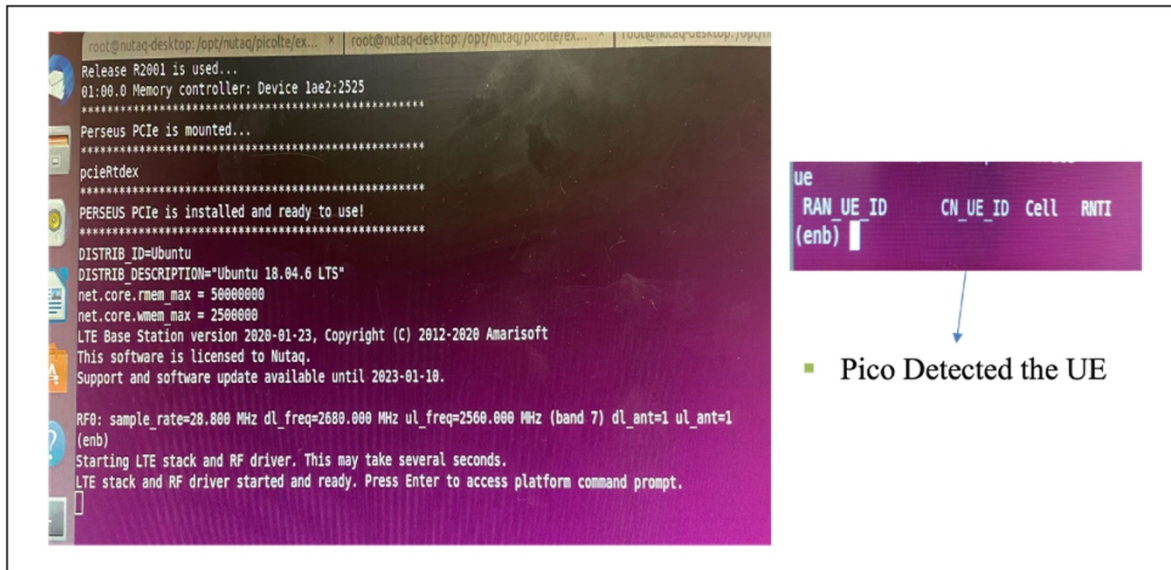 root@nutaq-desktop: /opt/nutaq/picolte/ex... × root@nutaq-desktop: /opt/nutaq/picolte/ex... ×
Release R2001 is used...
01:00.0 Memory controller: Device 1ae2:2525
**************************************************
Perseus PCIe is mounted...
**************************************************
pcieRtdex
**************************************************
PERSEUS PCIe is installed and ready to use!
**************************************************
DISTRIB_ID=Ubuntu
DISTRIB_DESCRIPTION="Ubuntu 18.04.6 LTS"
net.core.rmem_max = 50000000
net.core.wmem_max = 2500000
LTE Base Station version 2020-01-23, Copyright (C) 2012-2020 Amarisoft
This software is licensed to Nutaq.
Support and software update available until 2023-01-10.
RF0: sample_rate=28.800 MHz dl_freq=2680.000 MHz ul_freq=2560.000 MHz (band 7) dl_ant=1 ul_ant=1
(enb)
Starting LTE stack and RF driver. This may take several seconds.
LTE stack and RF driver started and ready. Press Enter to access platform command prompt.
ue
RAN_UE_ID CN_UE_ID Cell RNTI
(enb)
▪ Pico Detected the UE